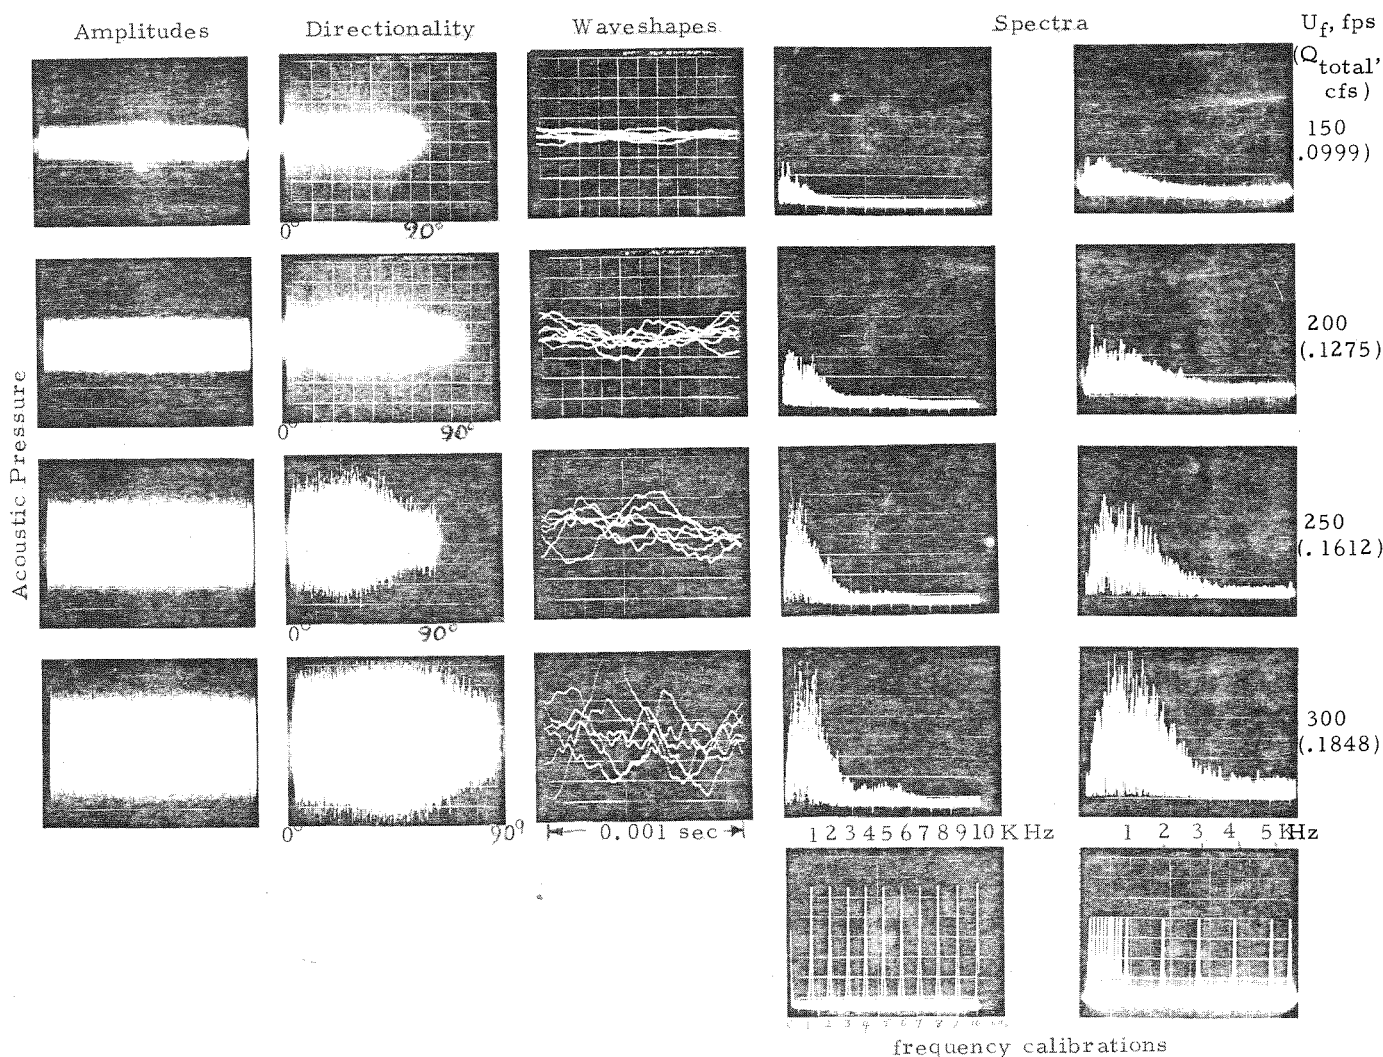 Amplitudes Directionality Waveshapes Spectra U_f, fps
(Q_total, cfs)
150
(.0999)
0° 90°
200
(.1275)
0° 90°
Acoustic Pressure
250
(.1612)
0° 90°
300
(.1848)
0° 90°
0.001 sec
1 2 3 4 5 6 7 8 9 10 KHz
1 2 3 4 5 KHz
frequency calibrations